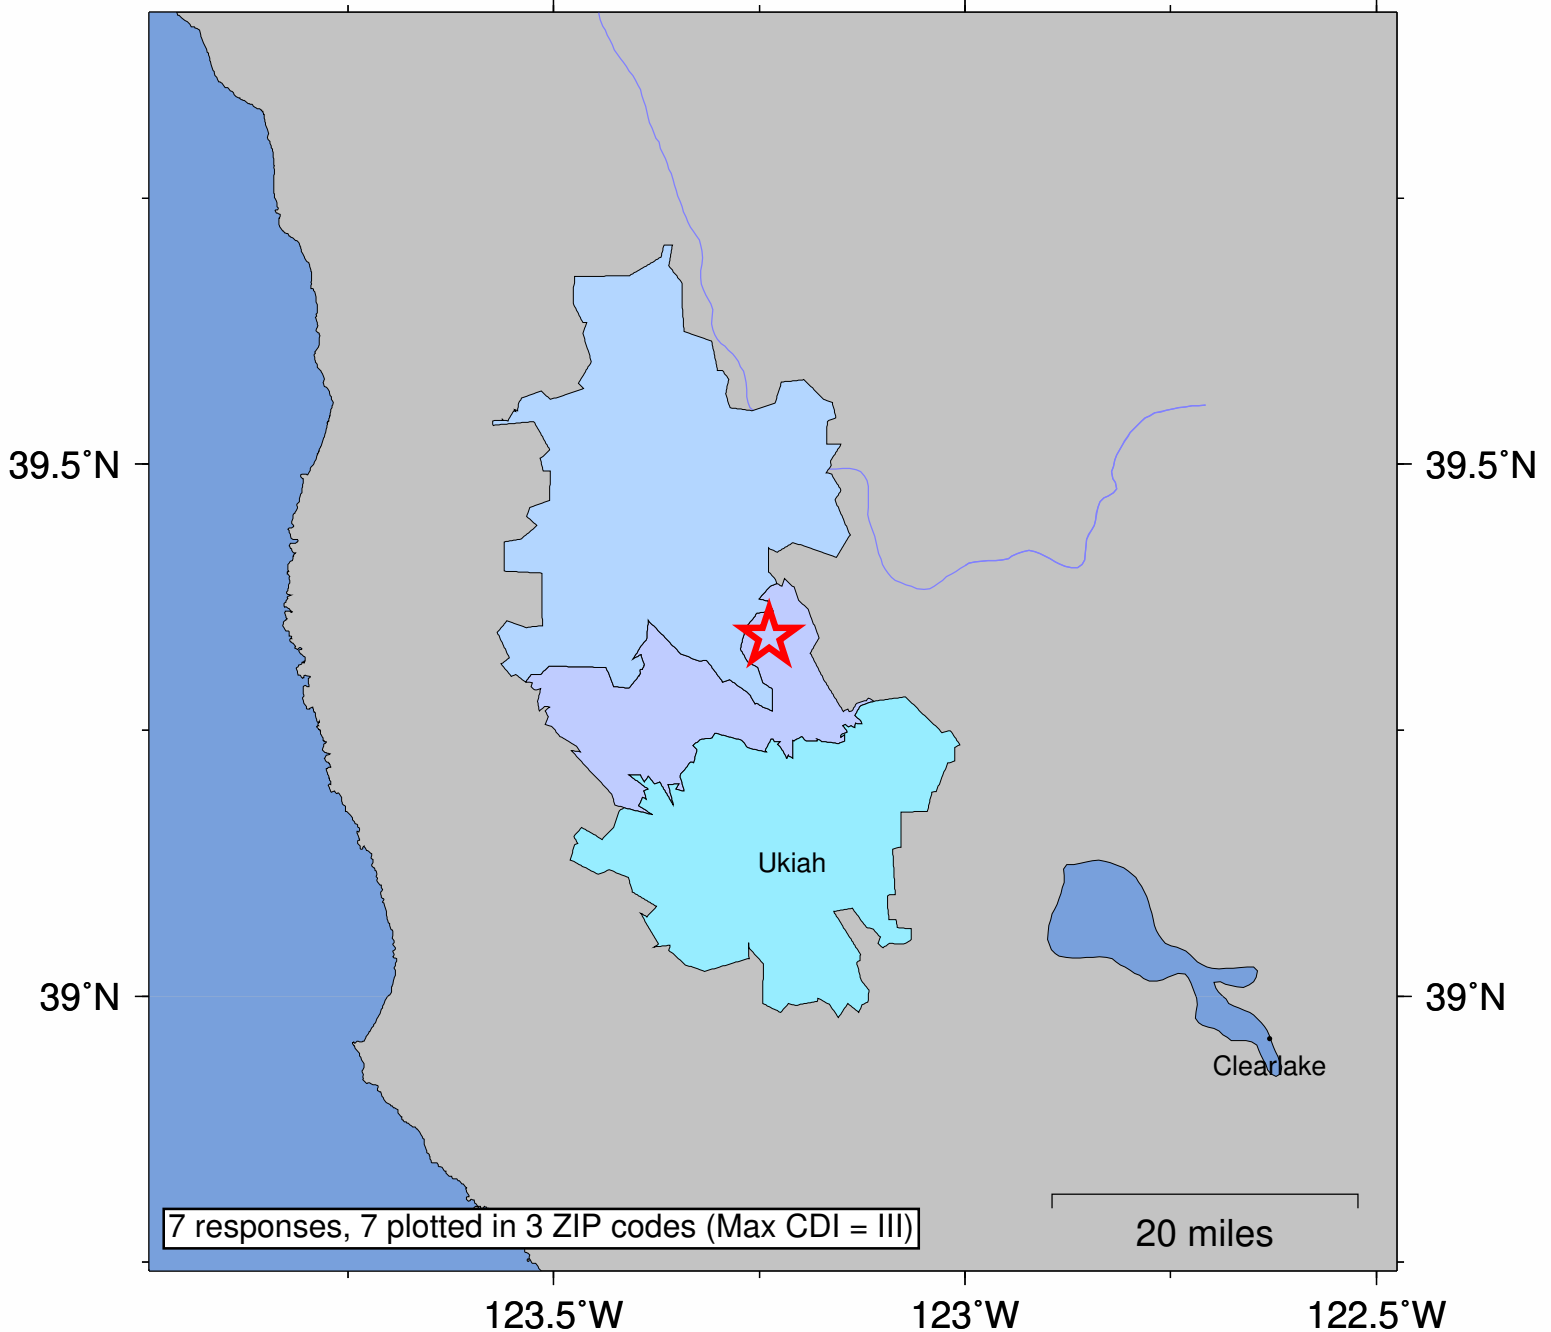 39.5˚N
39.5˚N
Ukiah
39˚N
39˚N
Clearlake
7 responses, 7 plotted in 3 ZIP codes (Max CDI = III)
20 miles
123.5˚W
123˚W
122.5˚W